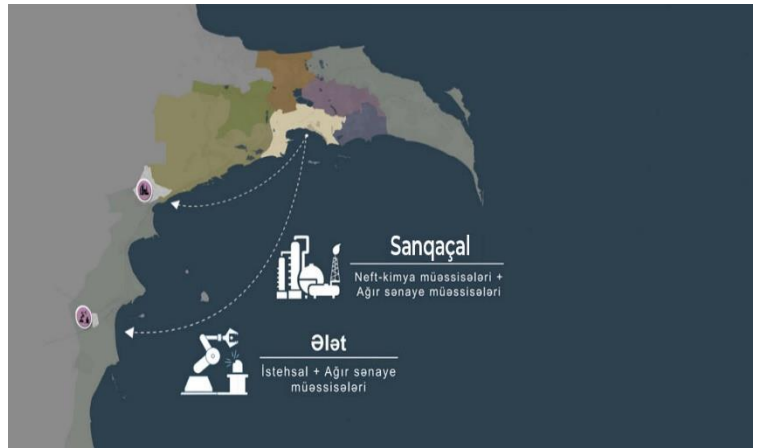 Sanqaçal
Neft-kimya müəssisələri +
Ağır sənaye müəssisələri
Ələt
İstehsal + Ağır sənaye
müəssisələri